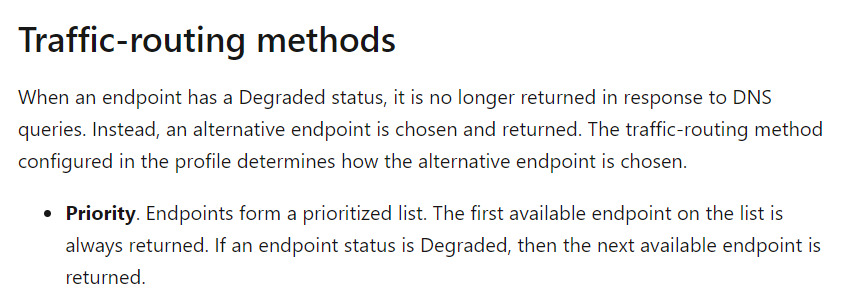 Traffic-routing methods
When an endpoint has a Degraded status, it is no longer returned in response to DNS
queries. Instead, an alternative endpoint is chosen and returned. The traffic-routing method
configured in the profile determines how the alternative endpoint is chosen.
• Priority. Endpoints form a prioritized list. The first available endpoint on the list is
always returned. If an endpoint status is Degraded, then the next available endpoint is
returned.